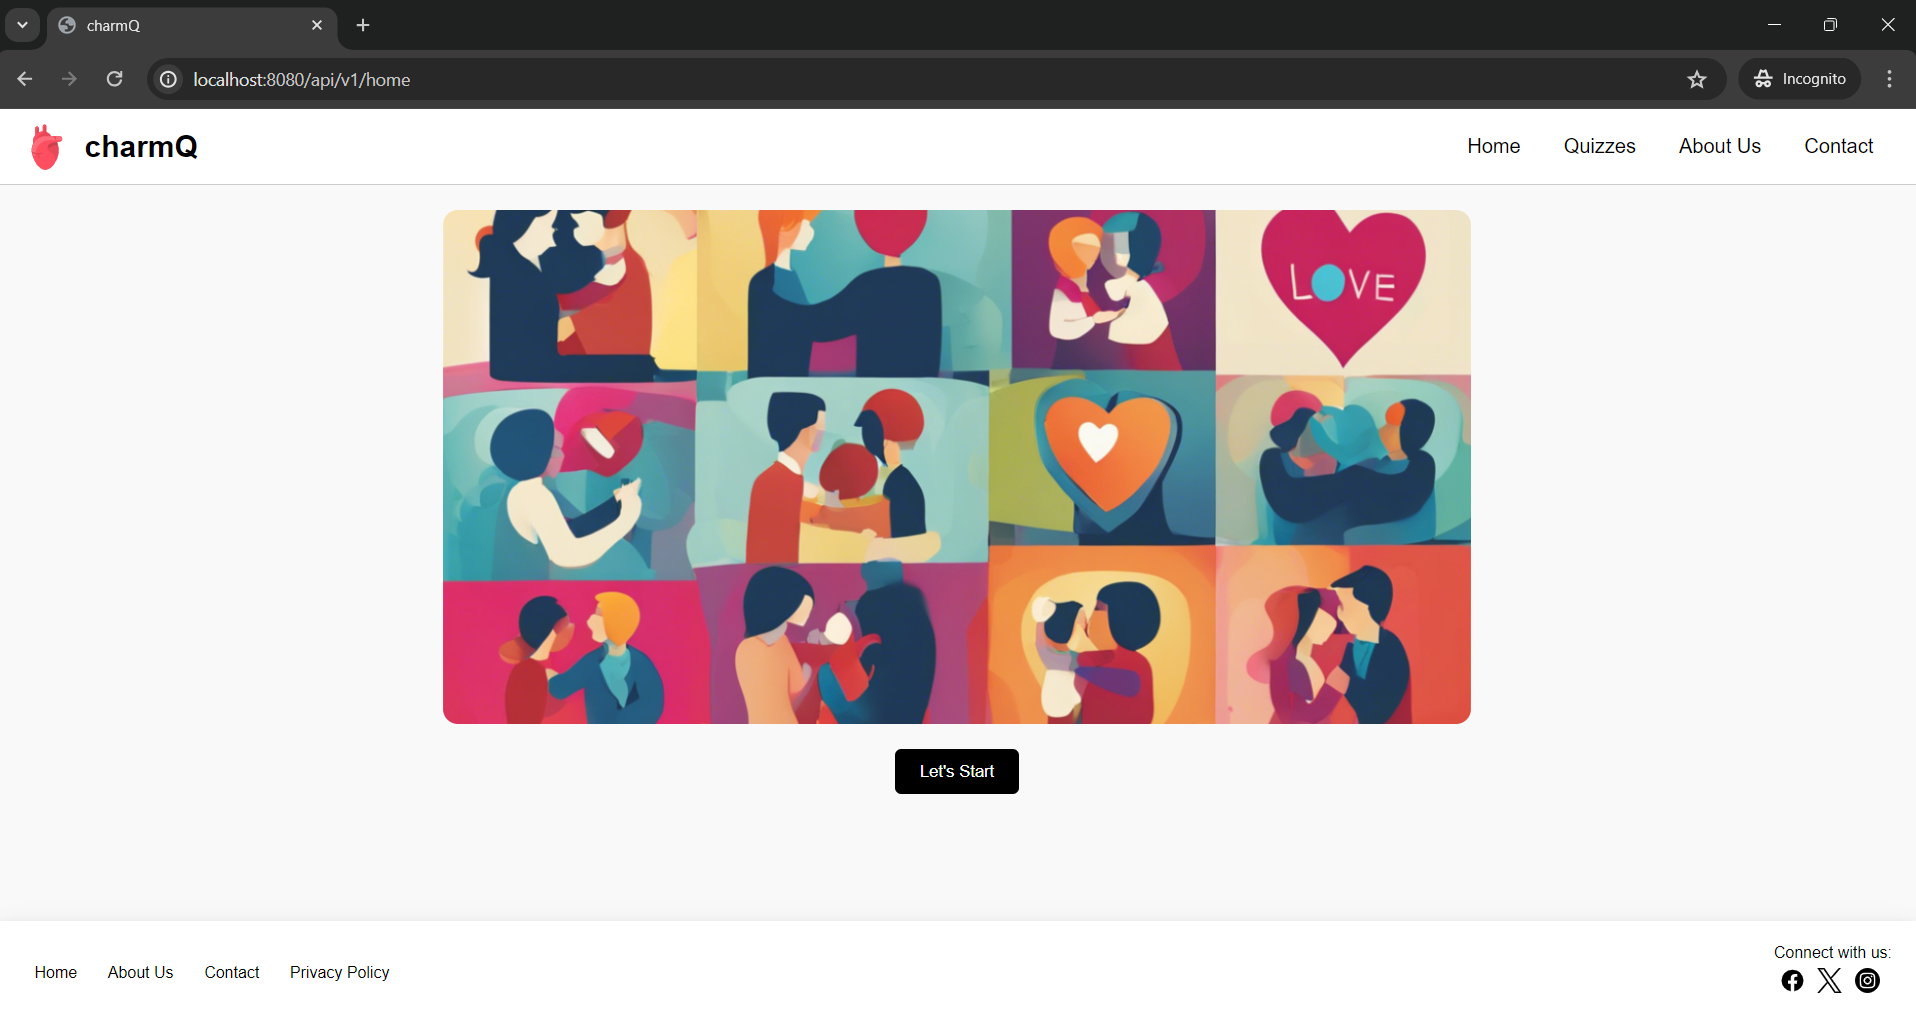 charmQ
localhost:8080/api/v1/home
Incognito
charmQ
Home Quizzes About Us Contact
LOVE
Let's Start
Connect with us:
Home About Us Contact Privacy Policy